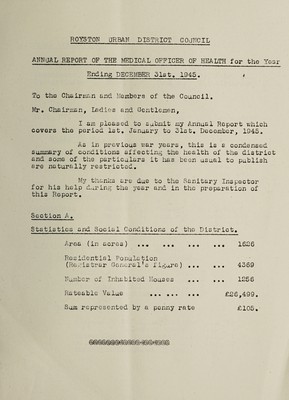 ROYSTON URBAN DISTRICT COUNCIL
ANNUAL REPORT OF THE MEDICAL OFFICER OF HEALTH for the Year
Ending DECEMBER 31st. 1945.
To the Chairman and Members of the Council.
Mr. Chairman, Ladies and Gentlemen,
I am pleased to submit my Annual Report which
covers the period 1st. January to 31st. December, 1945.
As in previous war years, this is a condensed
summary of conditions affecting the health of the district
and some of the particulars it has been usual to publish
are naturally restricted.
My thanks are due to the Sanitary Inspector
for his help during the year and in the preparation of
this Report.
Section A.
Statistics and Social Conditions of the District.
Area (in acres) ... ... ... ... 1626
Residential Population
(Registrar General's figure) ... ... 4369
Number of Inhabited Houses ... ... 1256
Rateable Value ... ... ... £26,499.
Sum represented by a penny rate £105.